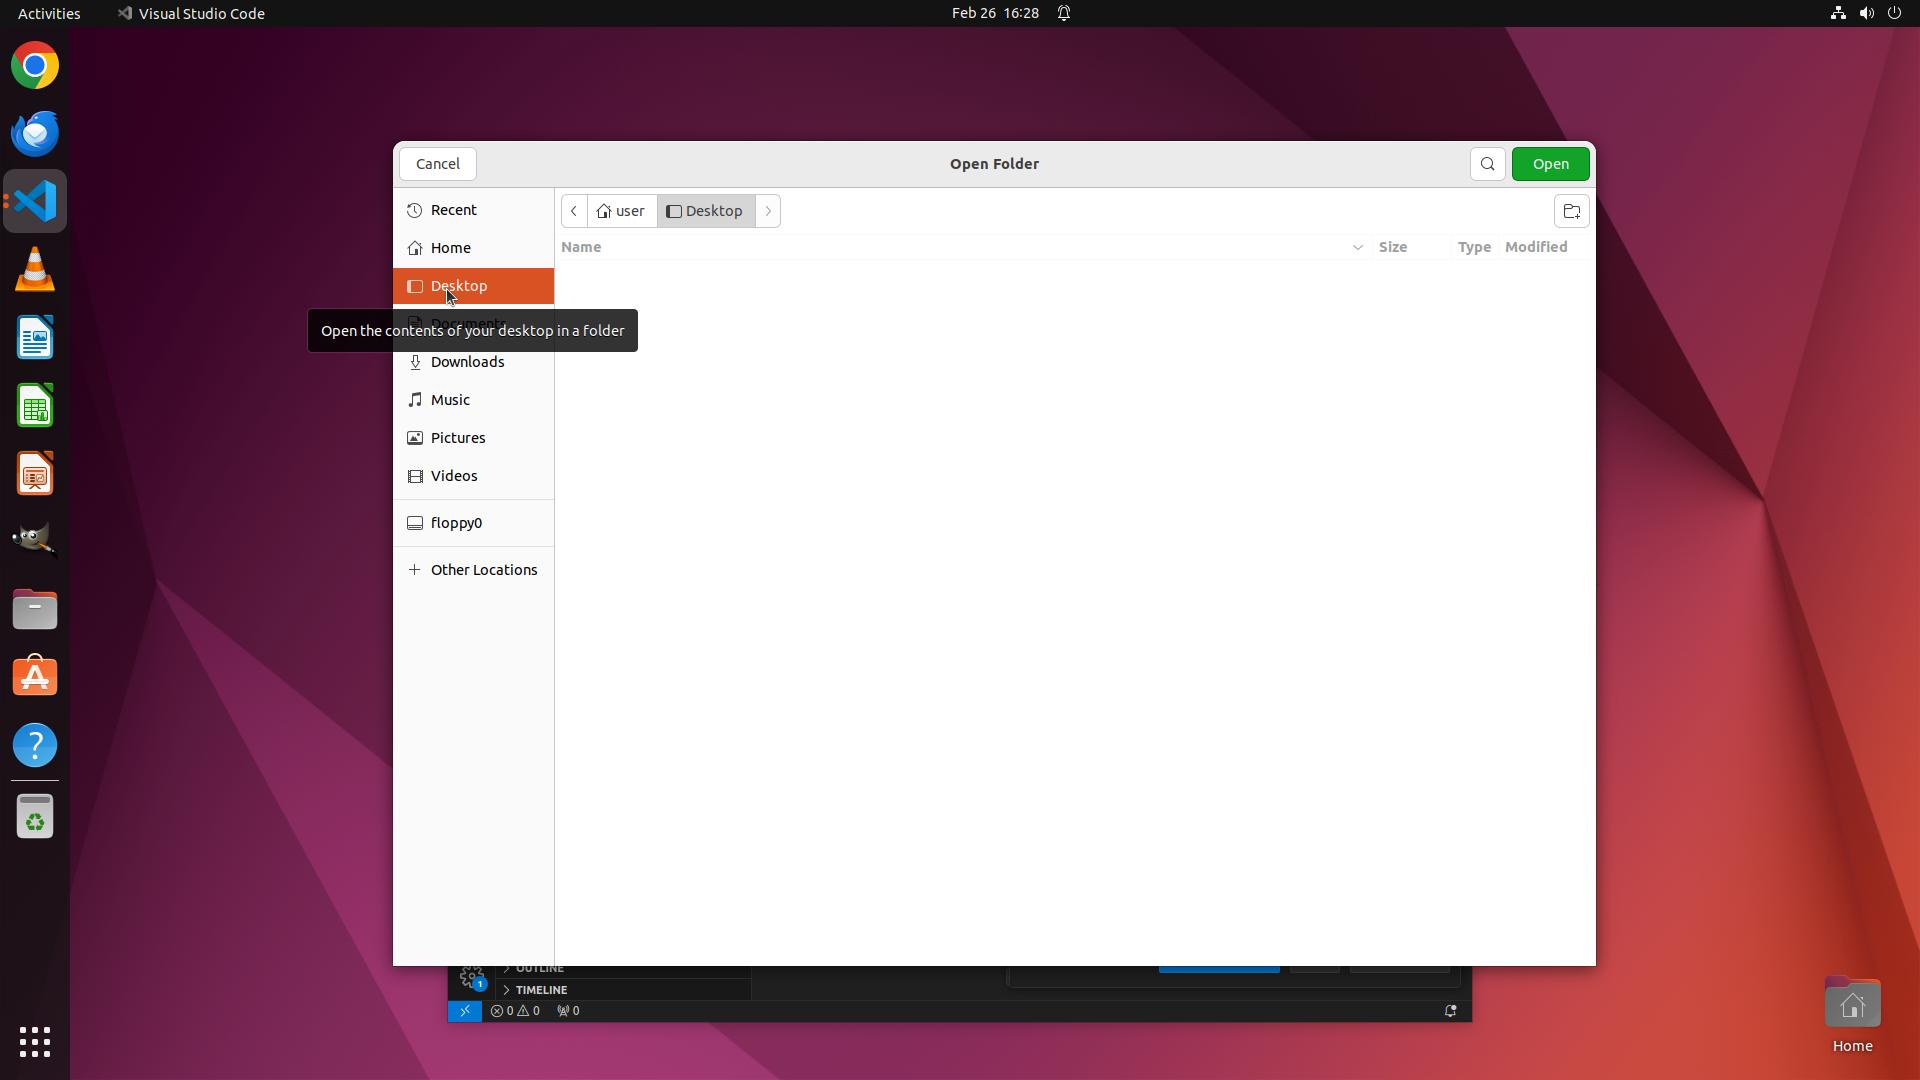 Activities
Visual Studio Code
Feb 26 16:28
Cancel
Open Folder
Open
Recent
user
Desktop
Home
Name
Size
Type
Modified
Desktop
Documents
Open the contents of your desktop in a folder
Downloads
Music
Pictures
Videos
floppy0
Other Locations
OUTLINE
1
TIMELINE
0
0
0
Home